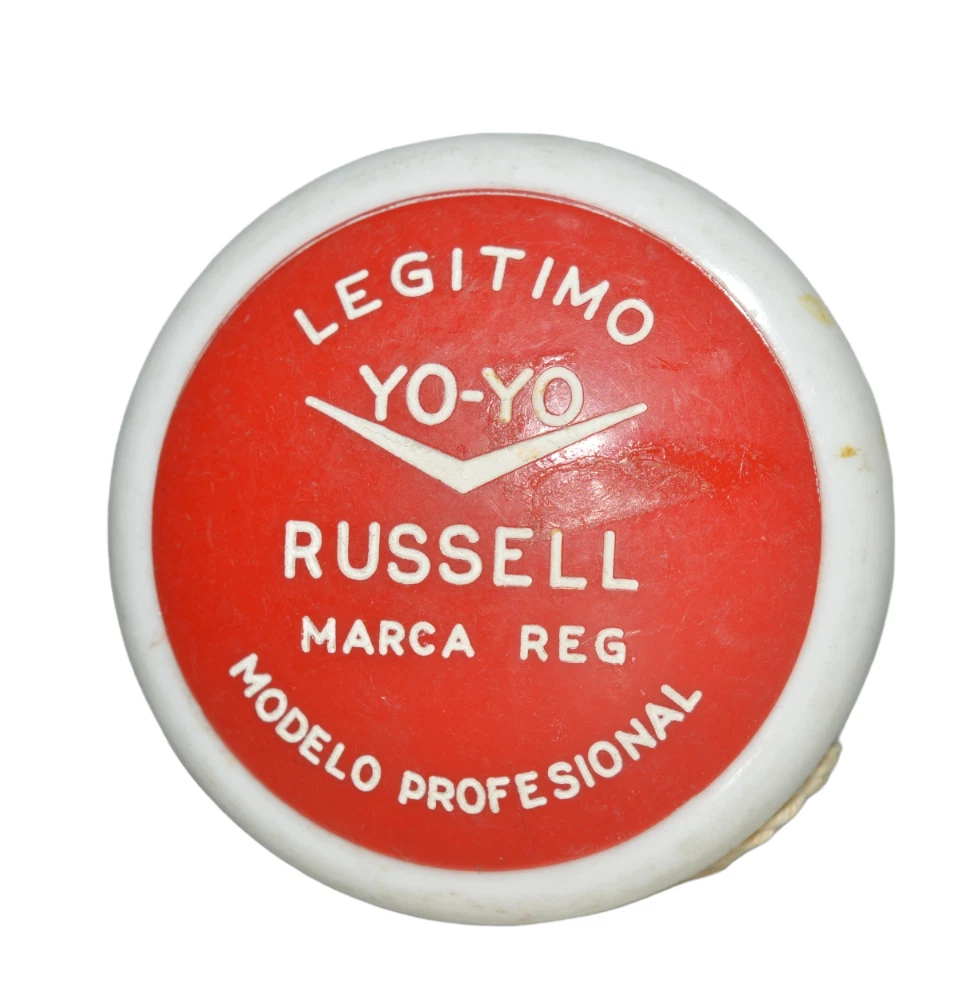 LEGITIMO
YO-YO
RUSSELL
MARCA REG
MODELO PROFESIONAL